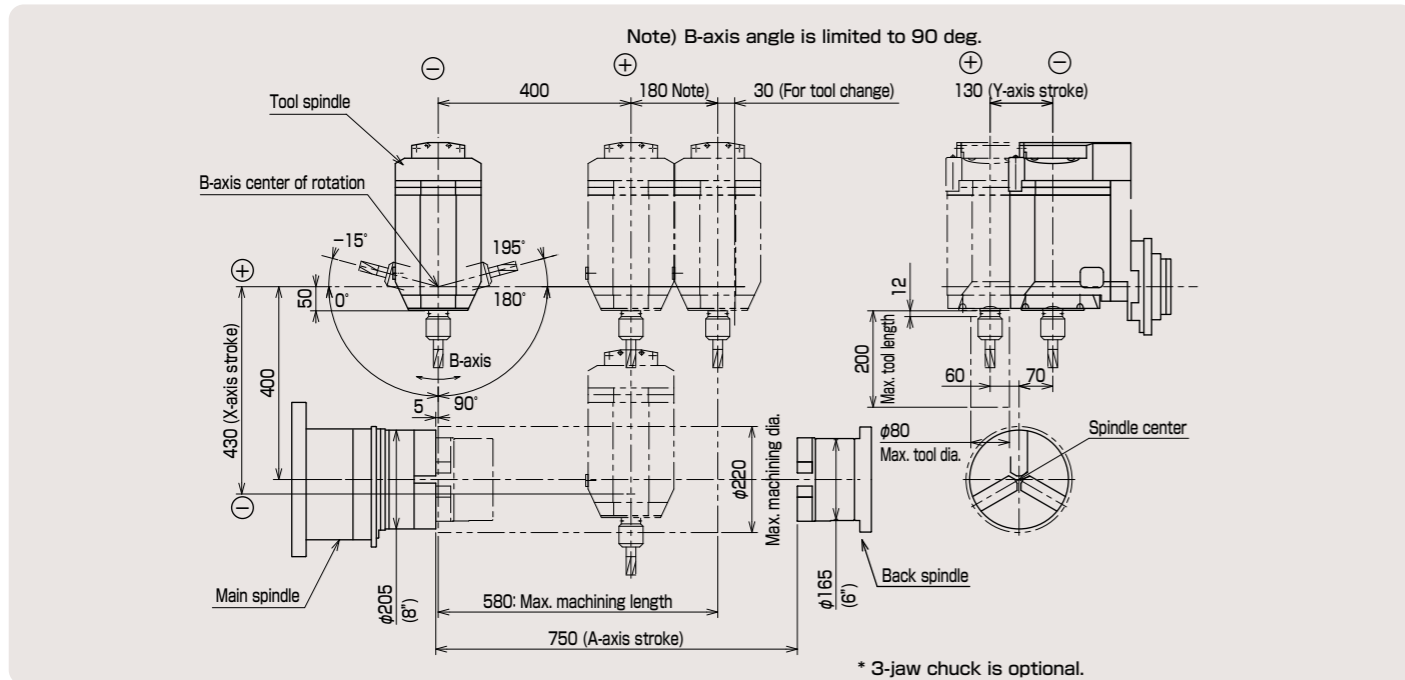 Note) B-axis angle is limited to 90 deg.
⊖
⊕
⊕
⊖
400
180 Note)
30 (For tool change)
130 (Y-axis stroke)
Tool spindle
B-axis center of rotation
−15°
195°
⊕
0°
180°
50
12
B-axis
200
Max. tool length
400
430 (X-axis stroke)
60
70
5
90°
φ80
Max. tool dia.
Spindle center
φ220
Max. machining dia.
⊖
Main spindle
φ205
(8")
580: Max. machining length
φ165
(6")
Back spindle
750 (A-axis stroke)
* 3-jaw chuck is optional.